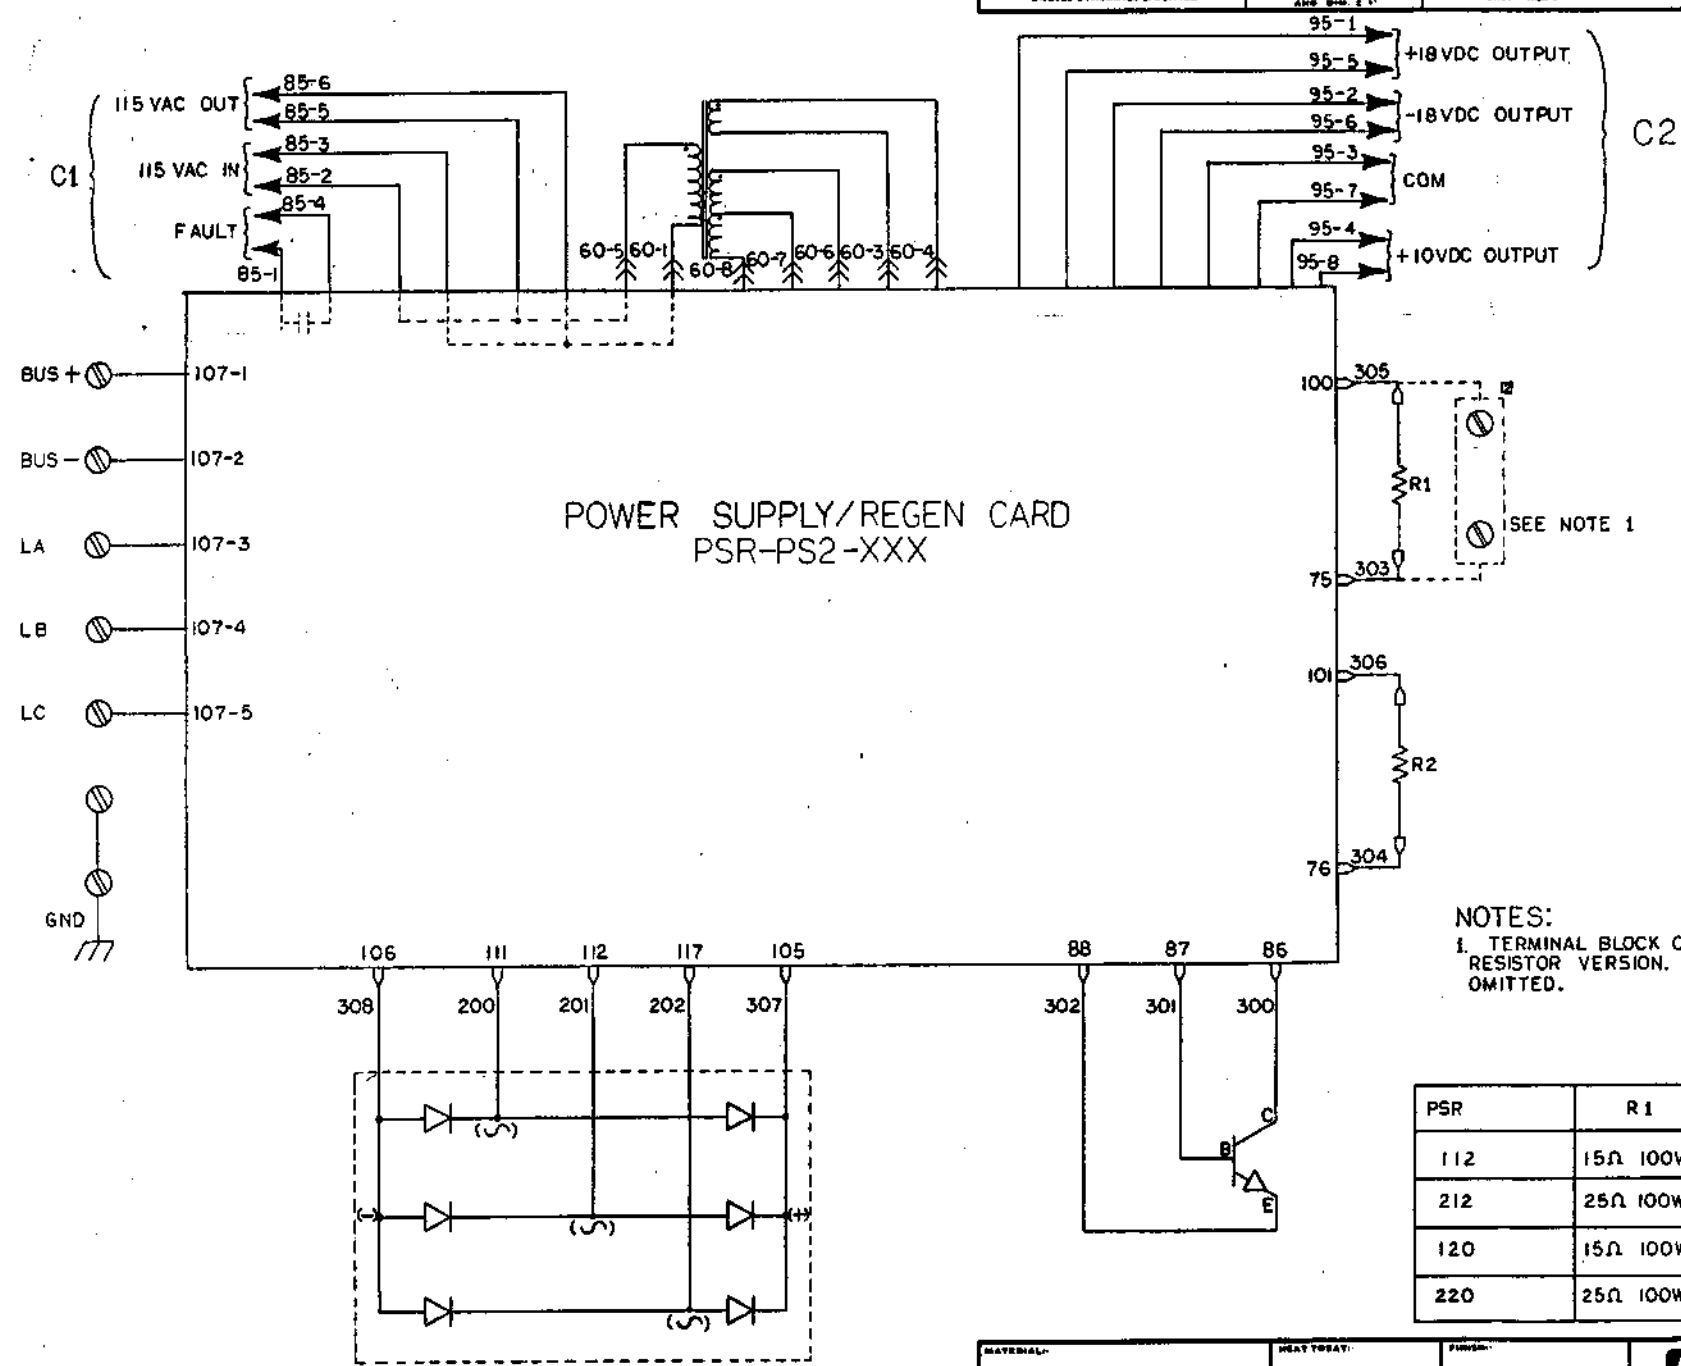 95-1
+18VDC OUTPUT
95-5
95-2
-18VDC OUTPUT
95-6
95-3
COM
95-7
95-4
+10VDC OUTPUT
95-8
C2
C1
115 VAC OUT
85-6
85-5
115 VAC IN
85-3
85-2
FAULT
85-4
85-1
60-5
60-1
60-8
60-7
60-6
60-3
60-4
BUS +
107-1
BUS -
107-2
LA
107-3
LB
107-4
LC
107-5
GND
POWER SUPPLY/REGEN CARD
PSR-PS2-XXX
100
305
R1
SEE NOTE 1
75
303
101
306
R2
76
304
106
111
112
117
105
88
87
86
308
200
201
202
307
302
301
300
(-)
(+)
C
B
E
NOTES:
1. TERMINAL BLOCK
RESISTOR VERSION.
OMITTED.
PSR R1
112 15Ω 100W
212 25Ω 100W
120 15Ω 100W
220 25Ω 100W
MATERIAL:
HEAT TREAT:
FINISH: